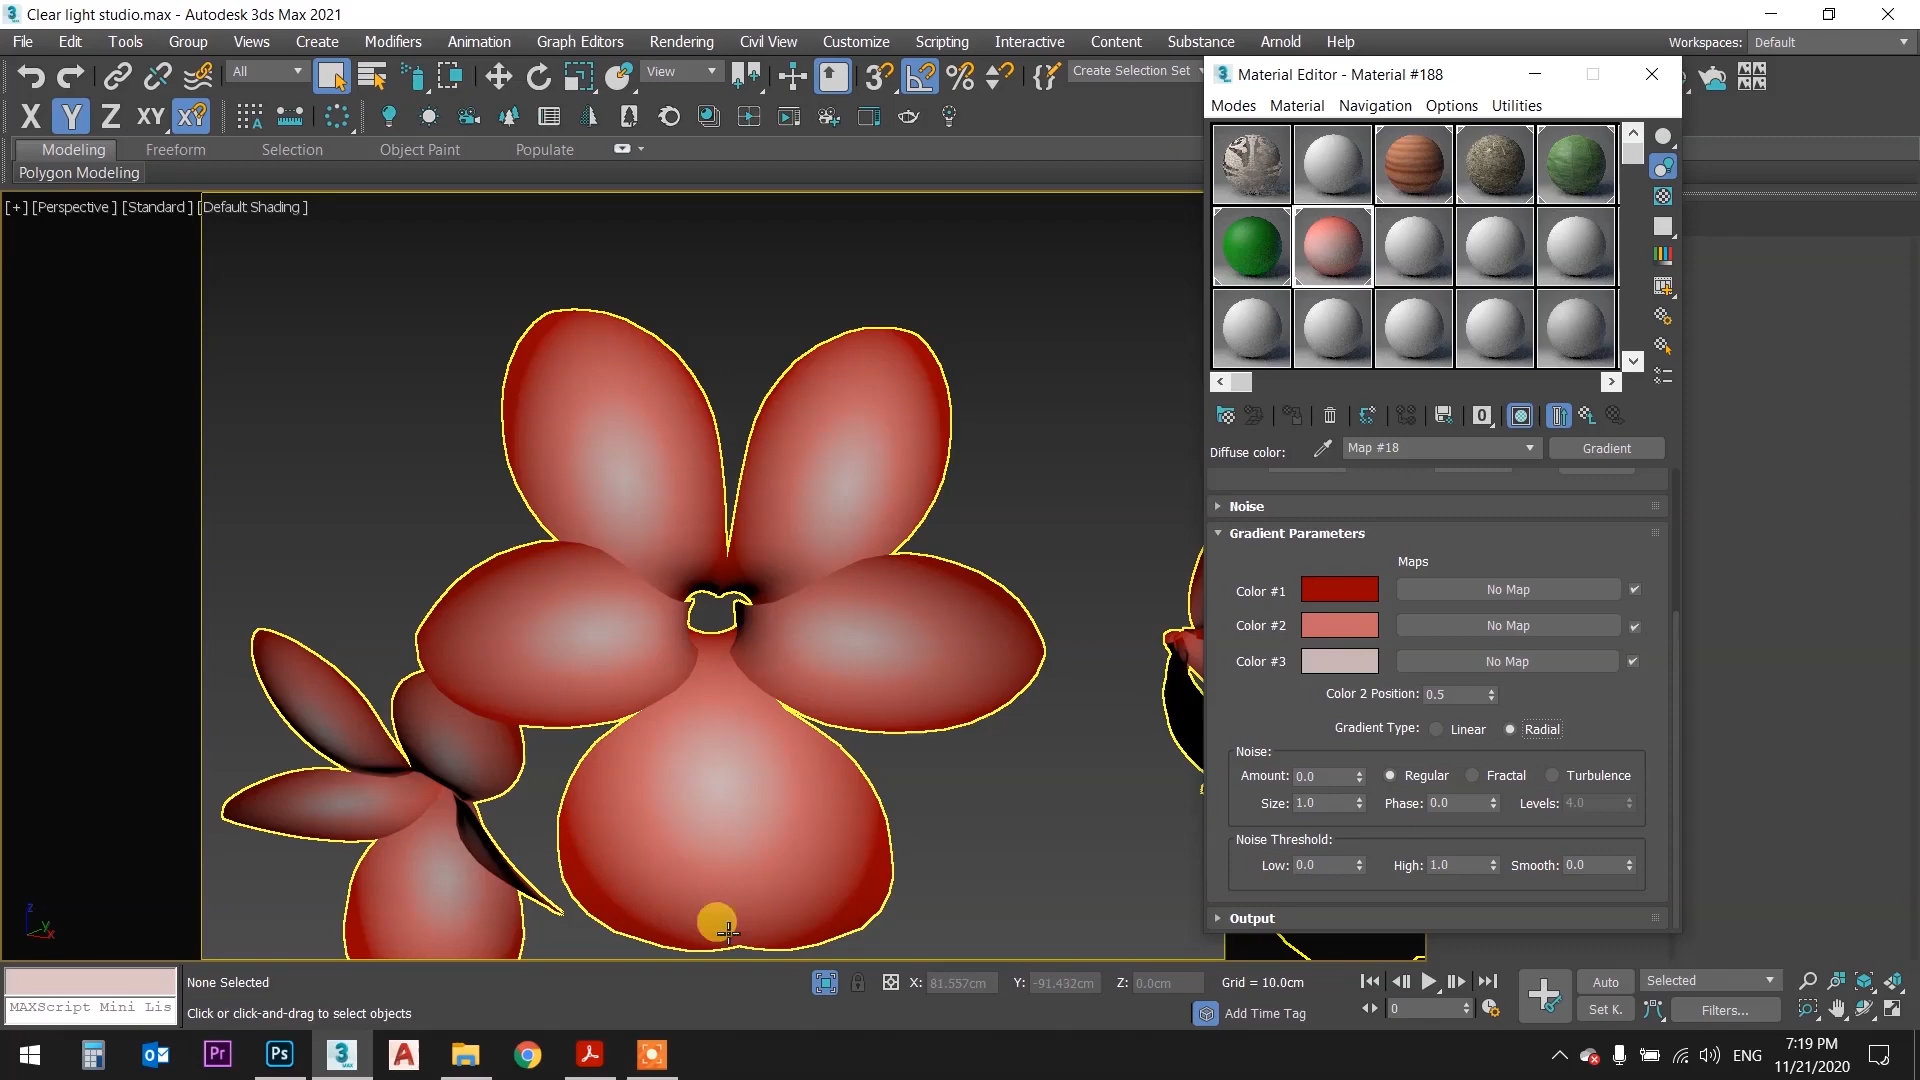 Clear light studio.max - Autodesk 3ds Max 2021
File Edit Tools Group Views Create Modifiers Animation Graph Editors Rendering Civil View Customize Scripting Interactive Content Substance Arnold Help
Workspaces: Default
All
View
Create Selection Set
X Y Z XY
Modeling Freeform Selection Object Paint Populate
Polygon Modeling
[+] [Perspective ] [Standard ] [Default Shading ]
Material Editor - Material #188
Modes Material Navigation Options Utilities
Diffuse color: Map #18 Gradient
Noise
Gradient Parameters
Maps
Color #1 No Map
Color #2 No Map
Color #3 No Map
Color 2 Position: 0.5
Gradient Type: Linear Radial
Noise:
Amount: 0.0 Regular Fractal Turbulence
Size: 1.0 Phase: 0.0 Levels: 4.0
Noise Threshold:
Low: 0.0 High: 1.0 Smooth: 0.0
Output
None Selected
X: 81.557cm Y: -91.432cm Z: 0.0cm Grid = 10.0cm
Auto Selected
MAXScript Mini Lis
Click or click-and-drag to select objects
Add Time Tag
0
Set K. Filters...
ENG
7:19 PM
11/21/2020